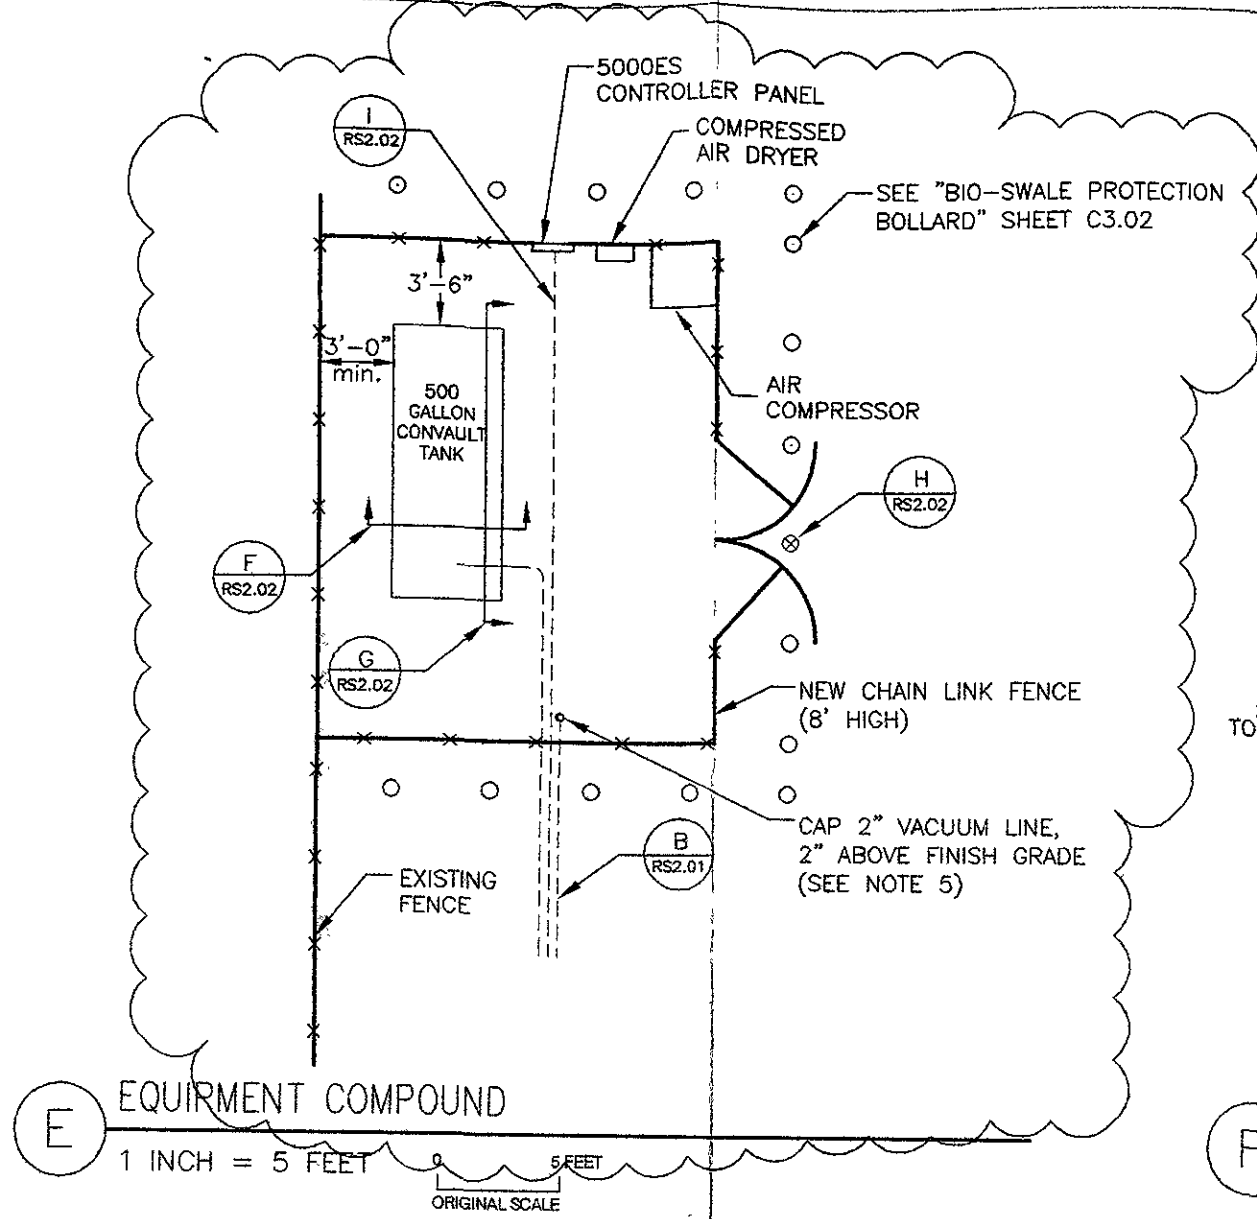 5000ES
CONTROLLER PANEL
I
RS2.02
COMPRESSED
AIR DRYER
SEE "BIO-SWALE PROTECTION
BOLLARD" SHEET C3.02
3'-6"
3'-0"
min.
500
GALLON
CONVAULT
TANK
AIR
COMPRESSOR
H
RS2.02
F
RS2.02
G
RS2.02
NEW CHAIN LINK FENCE
(8' HIGH)
TO
CAP 2" VACUUM LINE,
2" ABOVE FINISH GRADE
(SEE NOTE 5)
B
RS2.01
EXISTING
FENCE
E
EQUIPMENT COMPOUND
1 INCH = 5 FEET
0 5 FEET
ORIGINAL SCALE